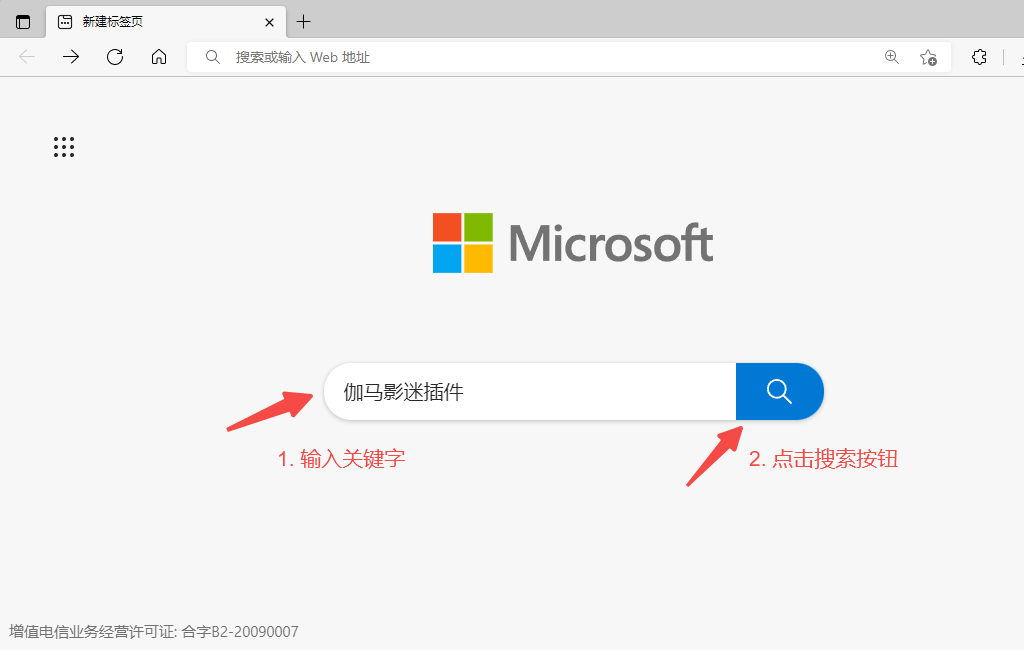 新建标签页
搜索或输入 Web 地址
Microsoft
伽马影迷插件
1. 输入关键字
2. 点击搜索按钮
增值电信业务经营许可证: 合字B2-20090007